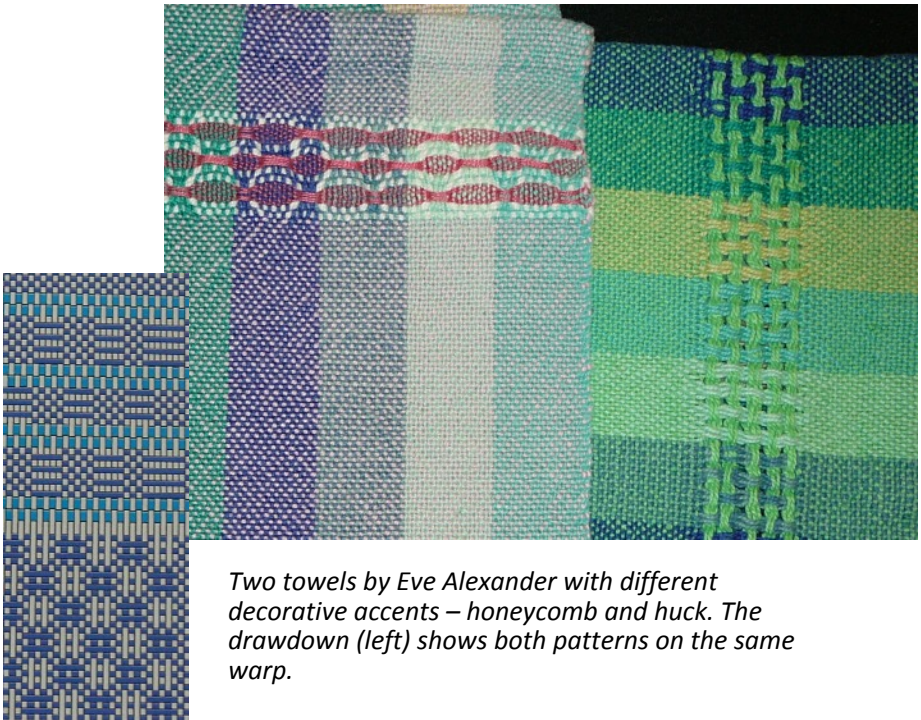 Two towels by Eve Alexander with different
decorative accents – honeycomb and huck. The
drawdown (left) shows both patterns on the same
warp.